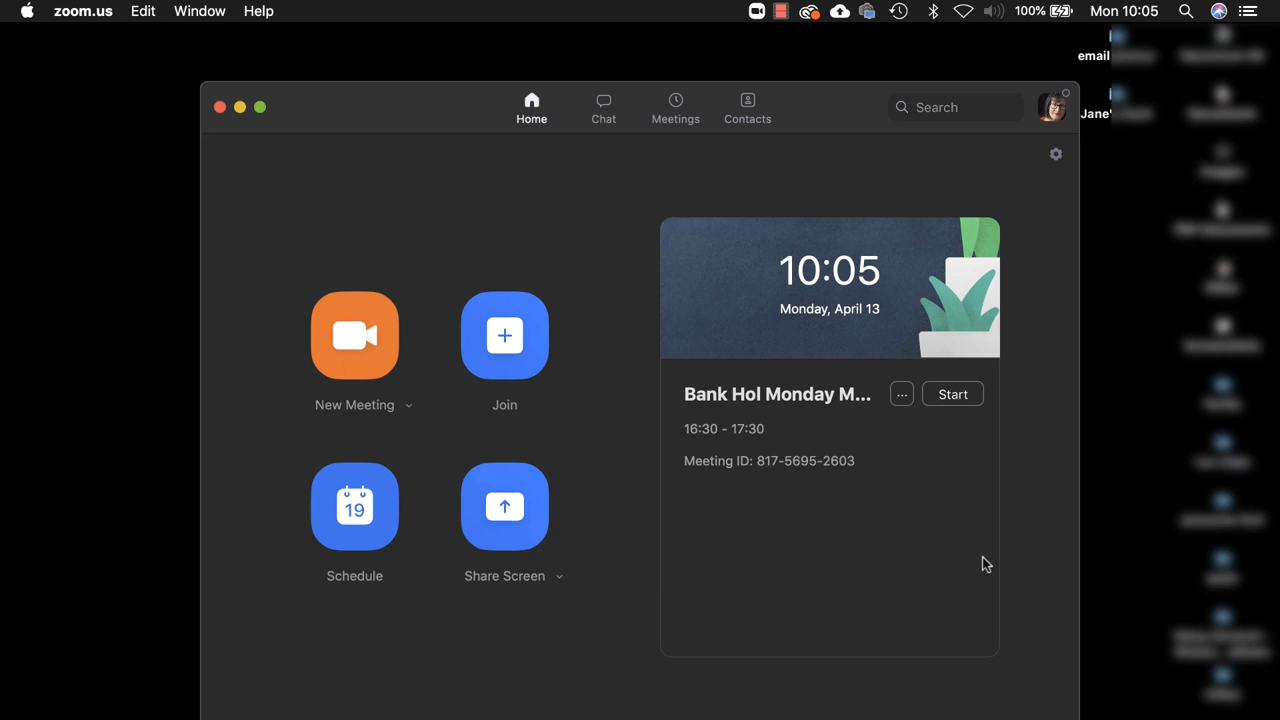 zoom.us Edit Window Help 100% Mon 10:05
email
Jane'
Home Chat Meetings Contacts
Search
10:05
Monday, April 13
Bank Hol Monday M... ... Start
16:30 - 17:30
Meeting ID: 817-5695-2603
New Meeting Join
19
Schedule Share Screen